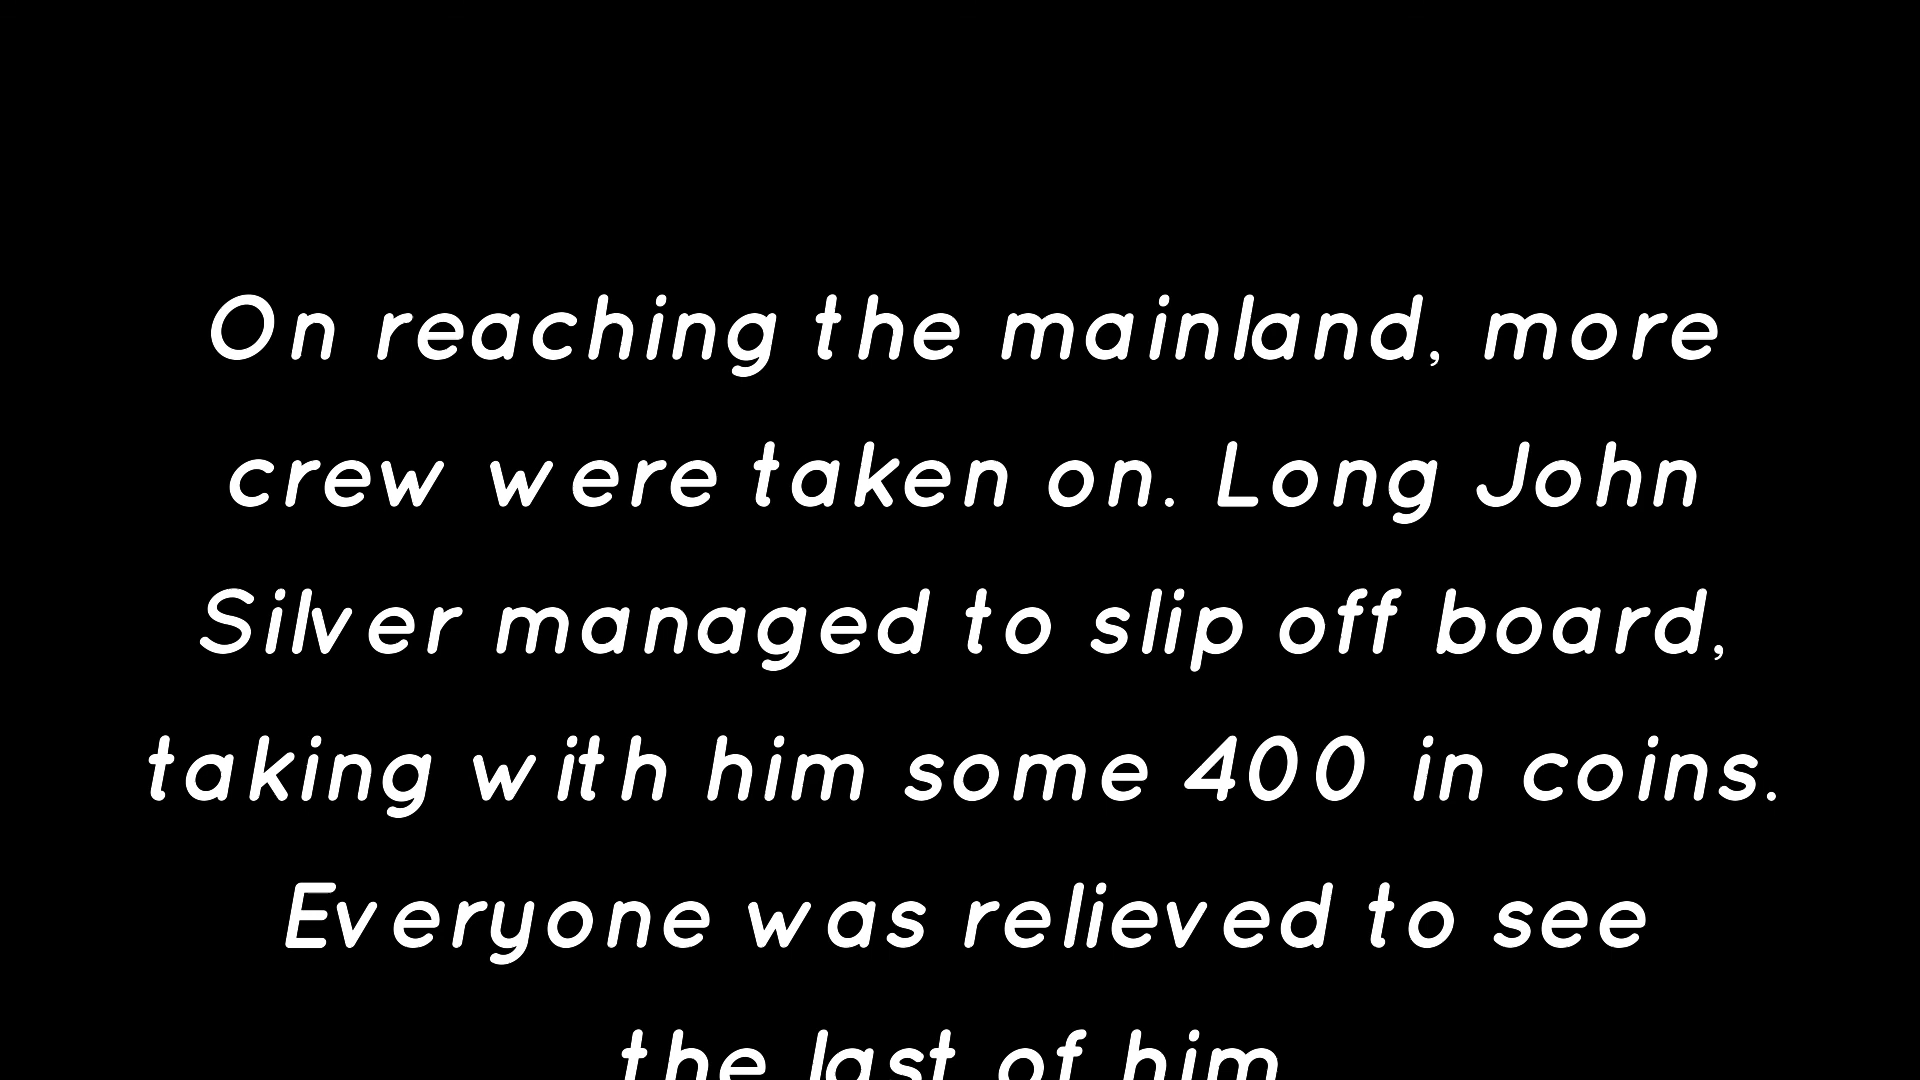 On reaching the mainland, more
crew were taken on. Long John
Silver managed to slip off board,
taking with him some 400 in coins.
Everyone was relieved to see
the last of him